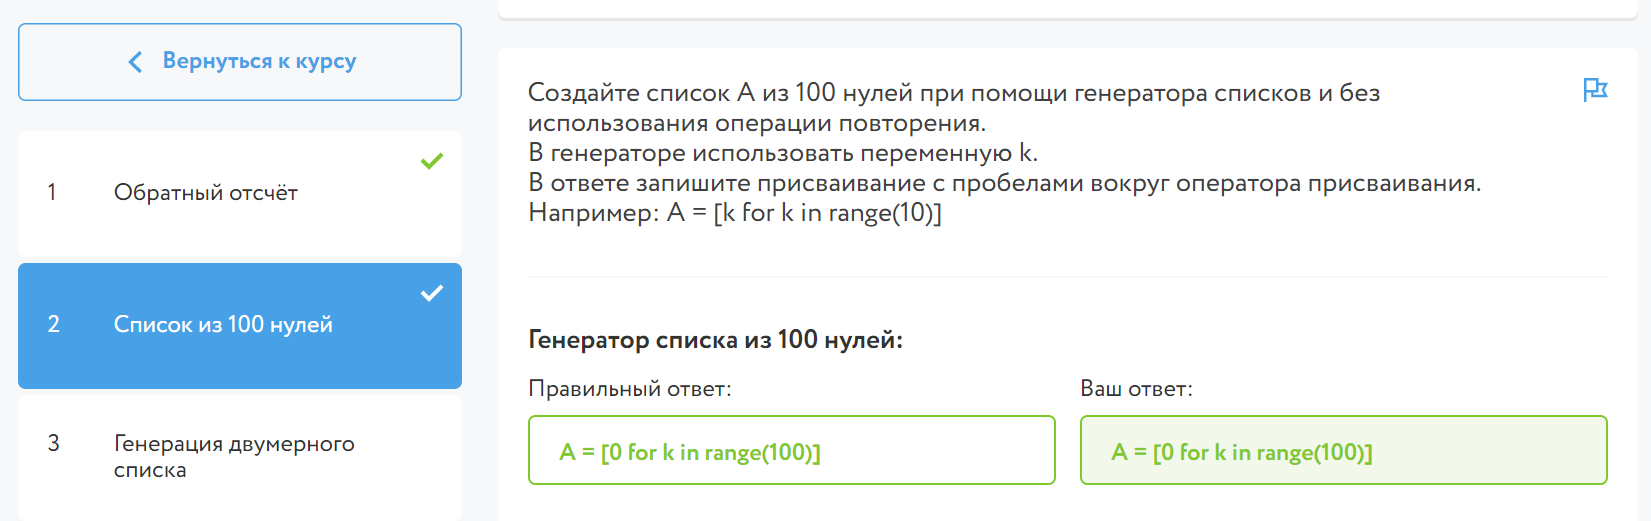 Вернуться к курсу
1 Обратный отсчёт
2 Список из 100 нулей
3 Генерация двумерного
списка
Создайте список A из 100 нулей при помощи генератора списков и без
использования операции повторения.
В генераторе использовать переменную k.
В ответе запишите присваивание с пробелами вокруг оператора присваивания.
Например: A = [k for k in range(10)]
Генератор списка из 100 нулей:
Правильный ответ:
A = [0 for k in range(100)]
Ваш ответ:
A = [0 for k in range(100)]